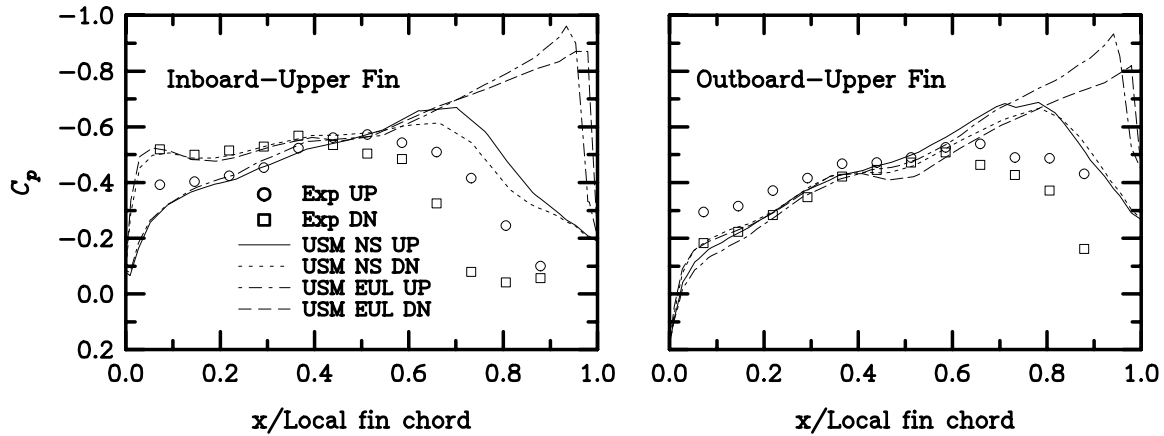 −1.0
−0.8
−0.6
−0.4
−0.2
0.0
0.2
Cp
Inboard−Upper Fin
Exp UP
Exp DN
USM NS UP
USM NS DN
USM EUL UP
USM EUL DN
0.0 0.2 0.4 0.6 0.8 1.0
x/Local fin chord
Outboard−Upper Fin
0.0 0.2 0.4 0.6 0.8 1.0
x/Local fin chord